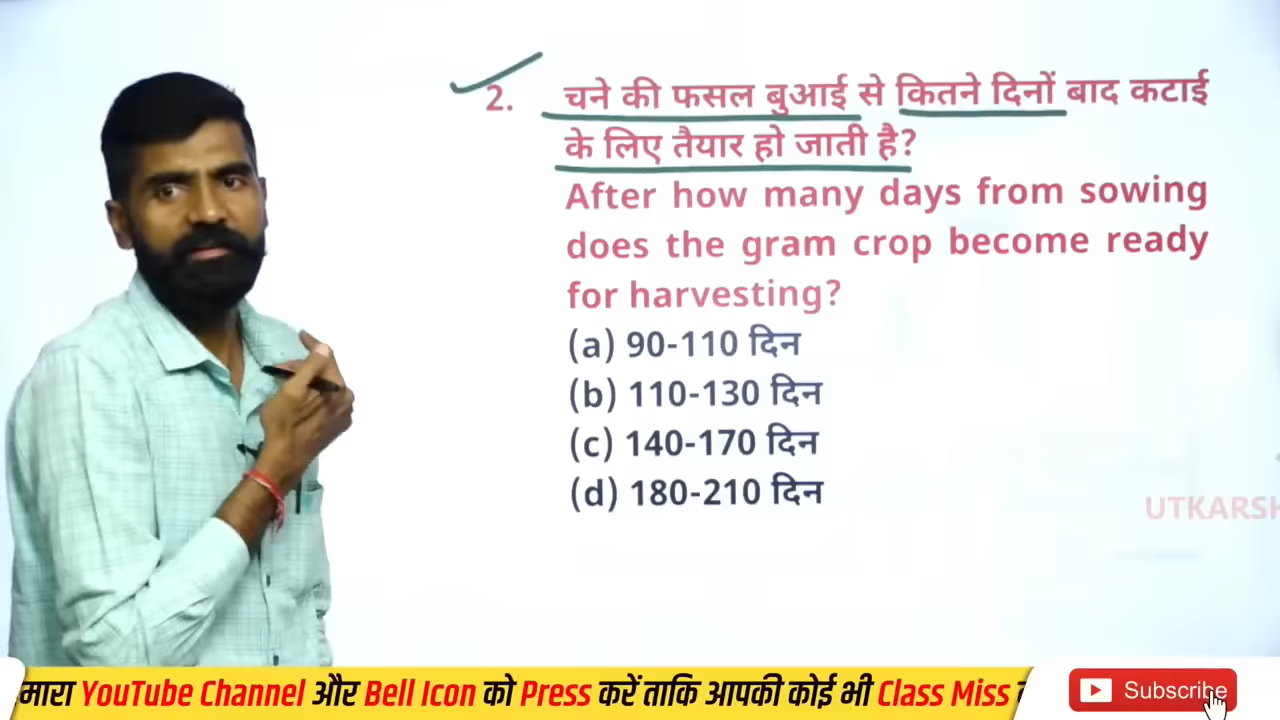 2. चने की फसल बुआई से कितने दिनों बाद कटाई
के लिए तैयार हो जाती है?
After how many days from sowing
does the gram crop become ready
for harvesting?
(a) 90-110 दिन
(b) 110-130 दिन
(c) 140-170 दिन
(d) 180-210 दिन
UTKARSH
मारा YouTube Channel और Bell Icon को Press करें ताकि आपकी कोई भी Class Miss
Subscribe